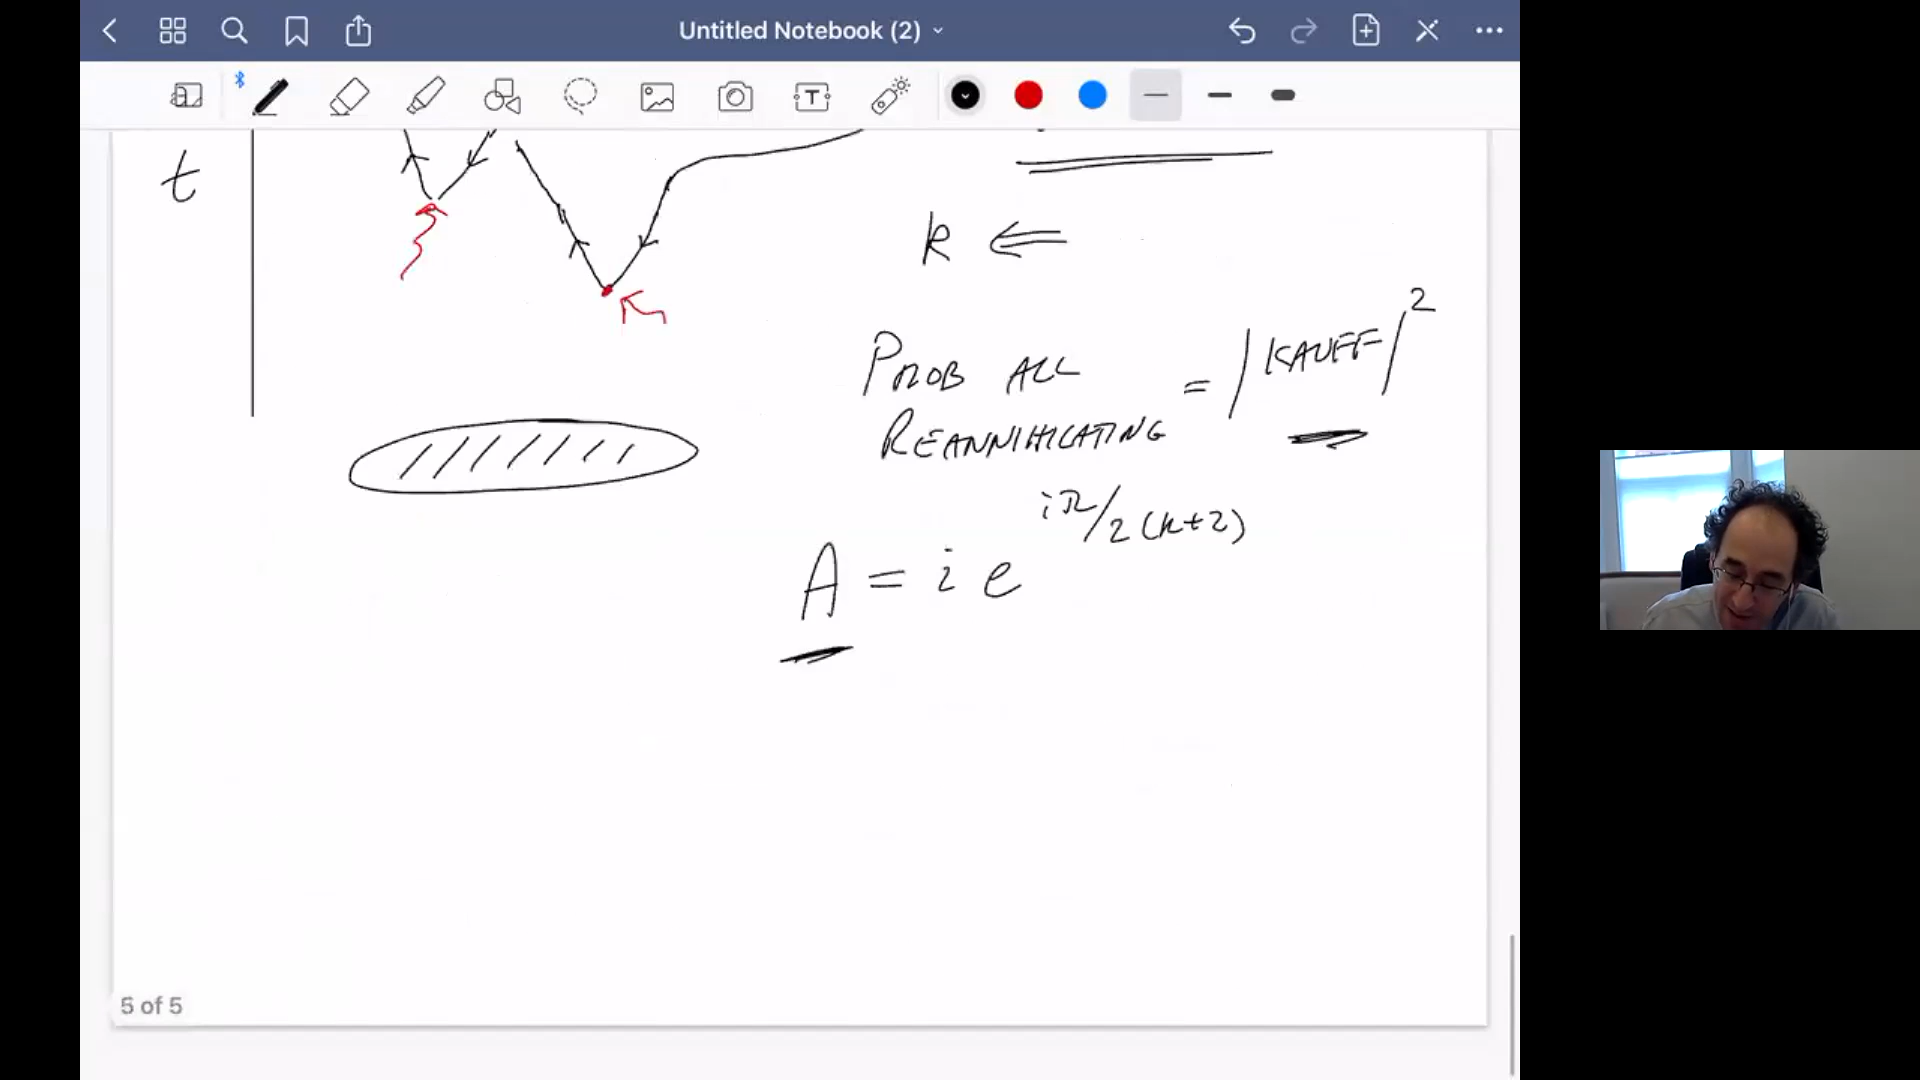 Untitled Notebook (2)
T
t
k ⇐
PROB ALL
REANNIHILATING = |KAUFF|²
A = i e^{iπ/2(k+2)}
5 of 5